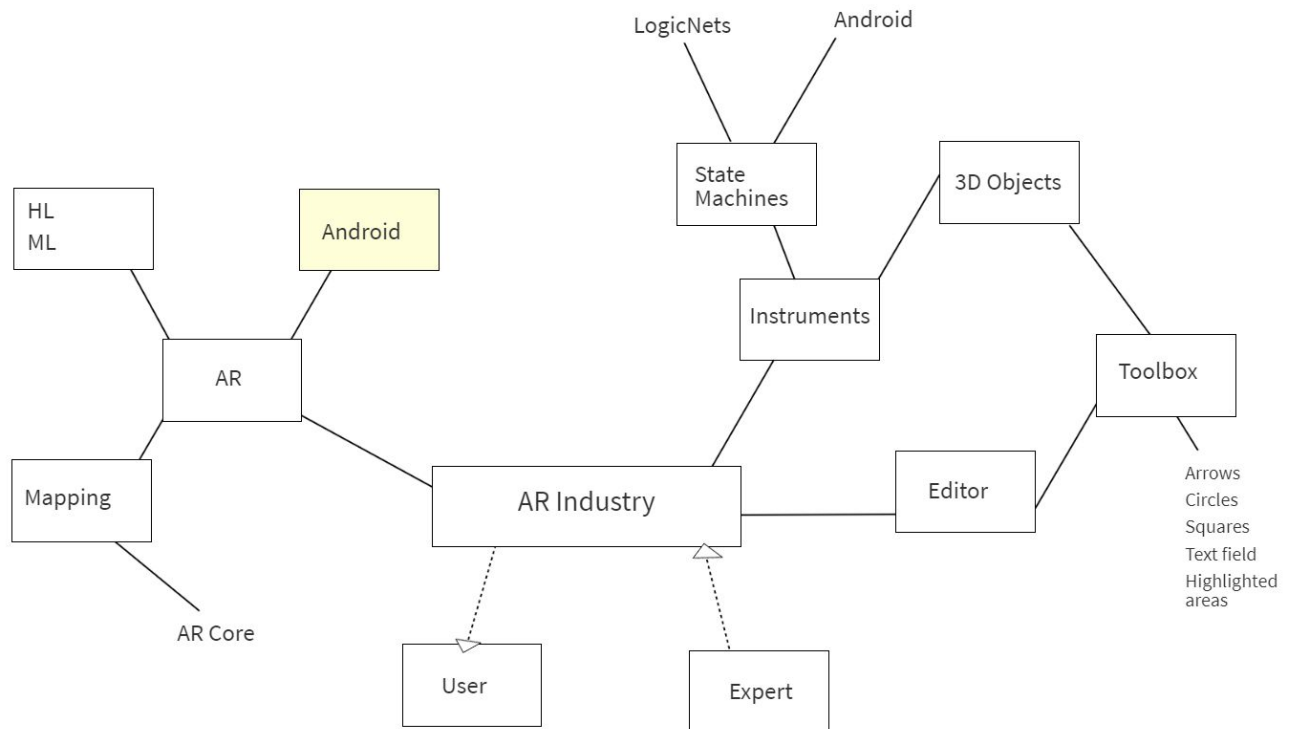 LogicNets
Android
State
Machines
3D Objects
HL
ML
Android
Instruments
AR
Toolbox
Mapping
AR Industry
Editor
Arrows
Circles
Squares
Text field
Highlighted
areas
AR Core
User
Expert